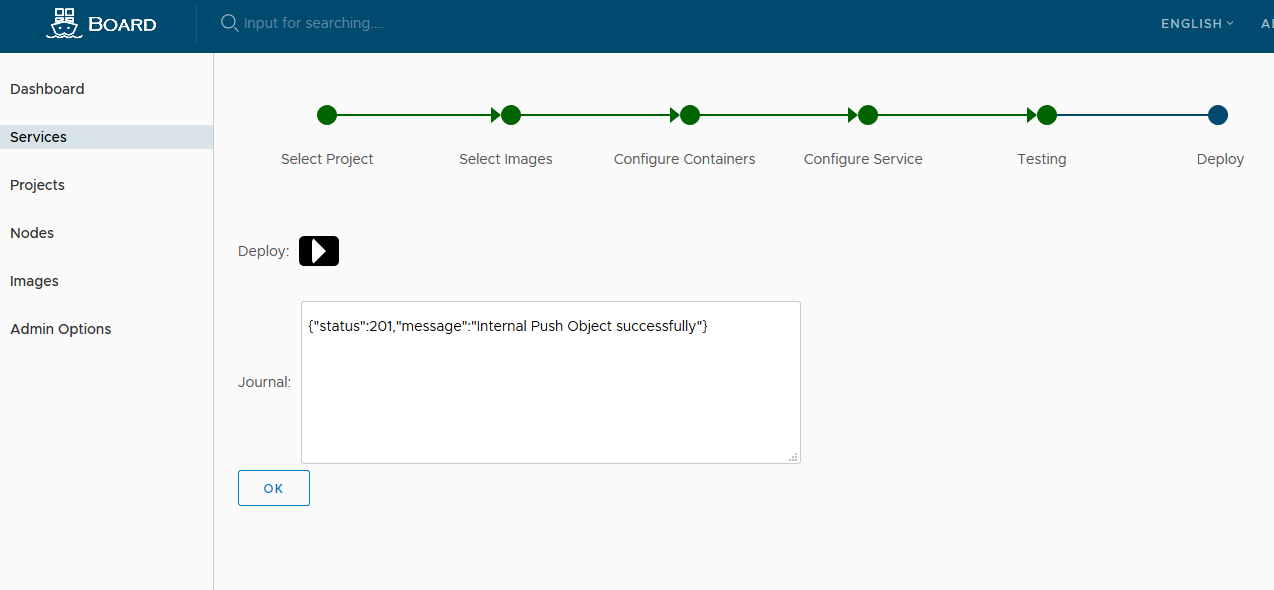 BOARD
Input for searching....
ENGLISH
Dashboard
Services
Projects
Nodes
Images
Admin Options
Select Project
Select Images
Configure Containers
Configure Service
Testing
Deploy
Deploy:
{"status":201,"message":"Internal Push Object successfully"}
Journal:
OK